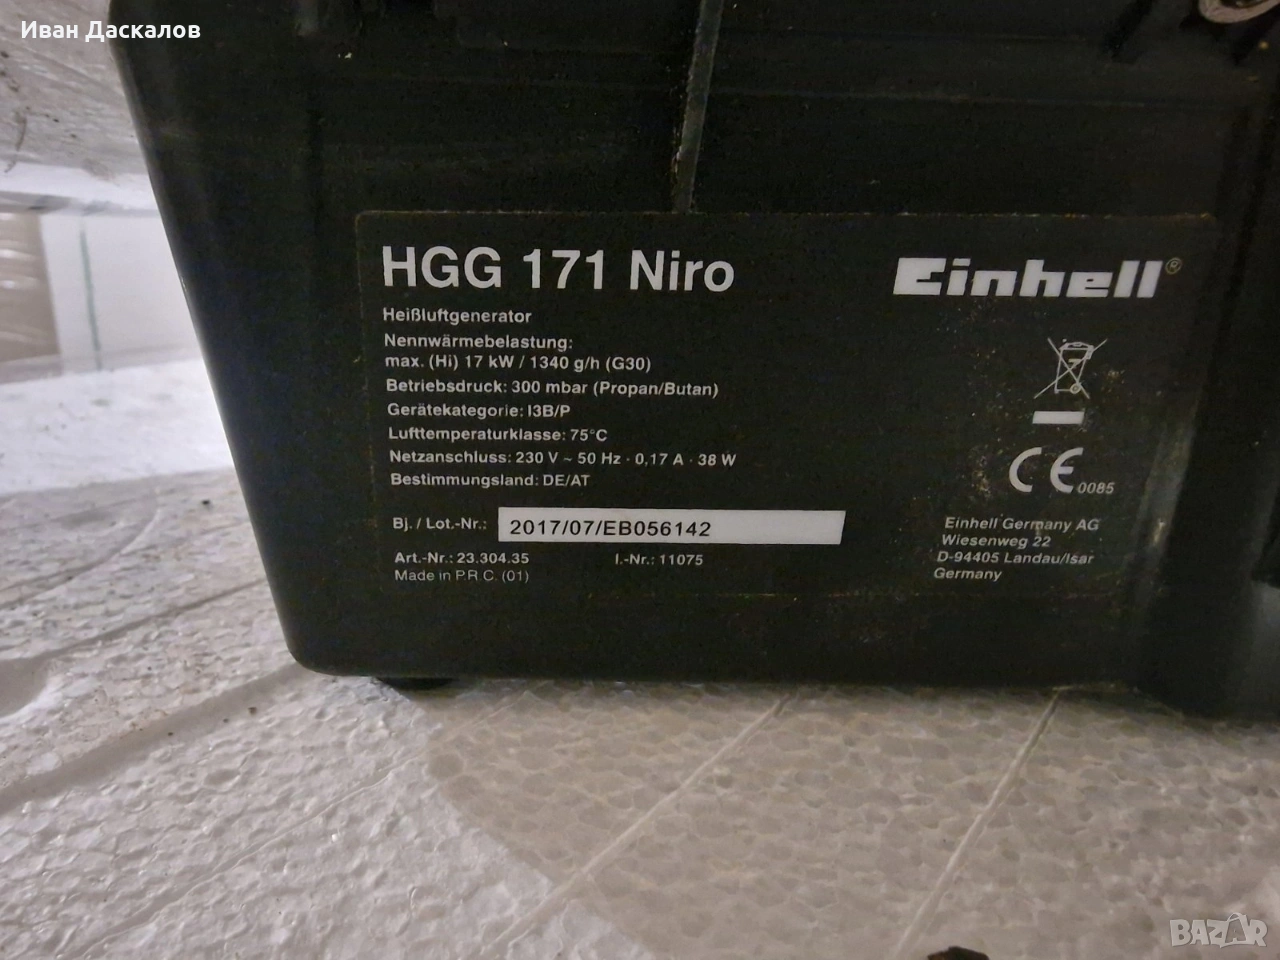 Иван Даскалов
HGG 171 Niro
Einhell®
Heißluftgenerator
Nennwärmebelastung:
max. (Hi) 17 kW / 1340 g/h (G30)
Betriebsdruck: 300 mbar (Propan/Butan)
Gerätekategorie: I3B/P
Lufttemperaturklasse: 75°C
Netzanschluss: 230 V ~ 50 Hz · 0,17 A · 38 W
Bestimmungsland: DE/AT
CE 0085
Bj. / Lot.-Nr.: 2017/07/EB056142
Art.-Nr.: 23.304.35 I.-Nr.: 11075
Made in P.R.C. (01)
Einhell Germany AG
Wiesenweg 22
D-94405 Landau/Isar
Germany
BAZAR